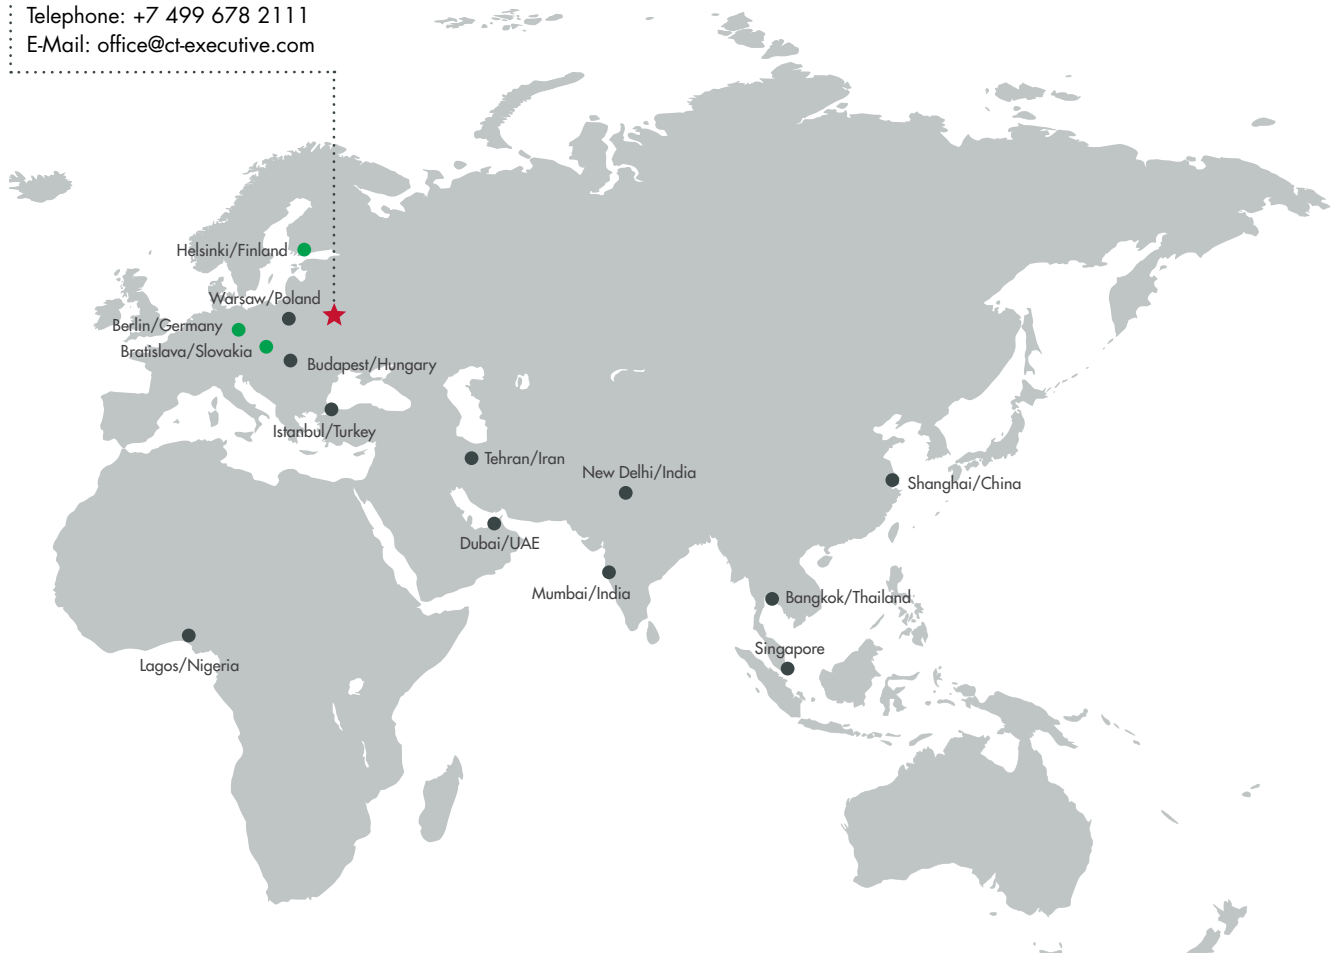 Telephone: +7 499 678 2111
E-Mail: office@ct-executive.com
Helsinki/Finland
Warsaw/Poland
Berlin/Germany
Bratislava/Slovakia
Budapest/Hungary
Istanbul/Turkey
Tehran/Iran
New Delhi/India
Shanghai/China
Dubai/UAE
Mumbai/India
Bangkok/Thailand
Singapore
Lagos/Nigeria